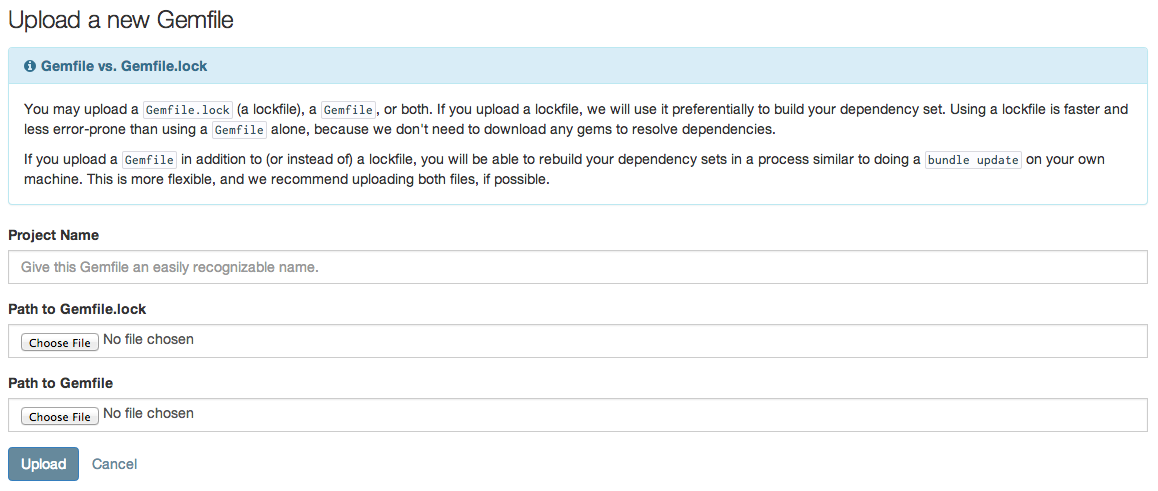 Upload a new Gemfile
Gemfile vs. Gemfile.lock
You may upload a Gemfile.lock (a lockfile), a Gemfile, or both. If you upload a lockfile, we will use it preferentially to build your dependency set. Using a lockfile is faster and
less error-prone than using a Gemfile alone, because we don't need to download any gems to resolve dependencies.
If you upload a Gemfile in addition to (or instead of) a lockfile, you will be able to rebuild your dependency sets in a process similar to doing a bundle update on your own
machine. This is more flexible, and we recommend uploading both files, if possible.
Project Name
Give this Gemfile an easily recognizable name.
Path to Gemfile.lock
Choose File No file chosen
Path to Gemfile
Choose File No file chosen
Upload Cancel